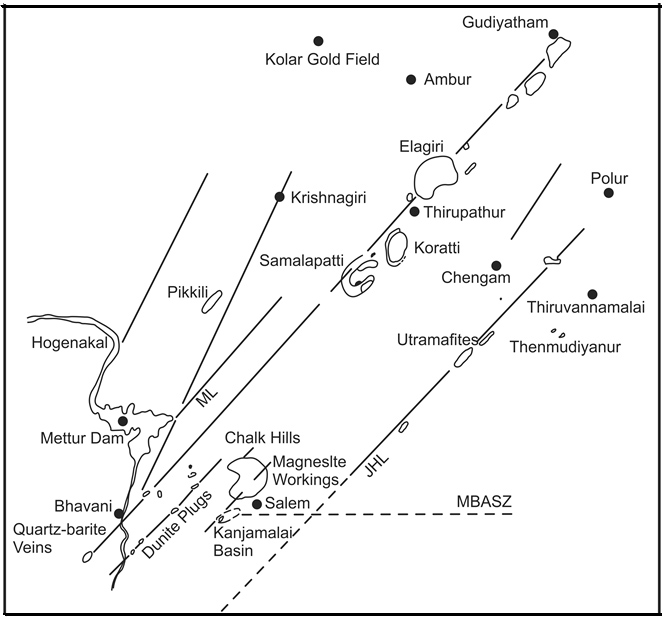 Gudiyatham
Kolar Gold Field
Ambur
Elagiri
Polur
Krishnagiri
Thirupathur
Koratti
Samalapatti
Chengam
Pikkili
Thiruvannamalai
Hogenakal
Utramafites
Thenmudiyanur
ML
Mettur Dam
Chalk Hills
Magneslte
Workings
JHL
MBASZ
Bhavani
Salem
Quartz-barite
Veins
Dunite Plugs
Kanjamalai
Basin